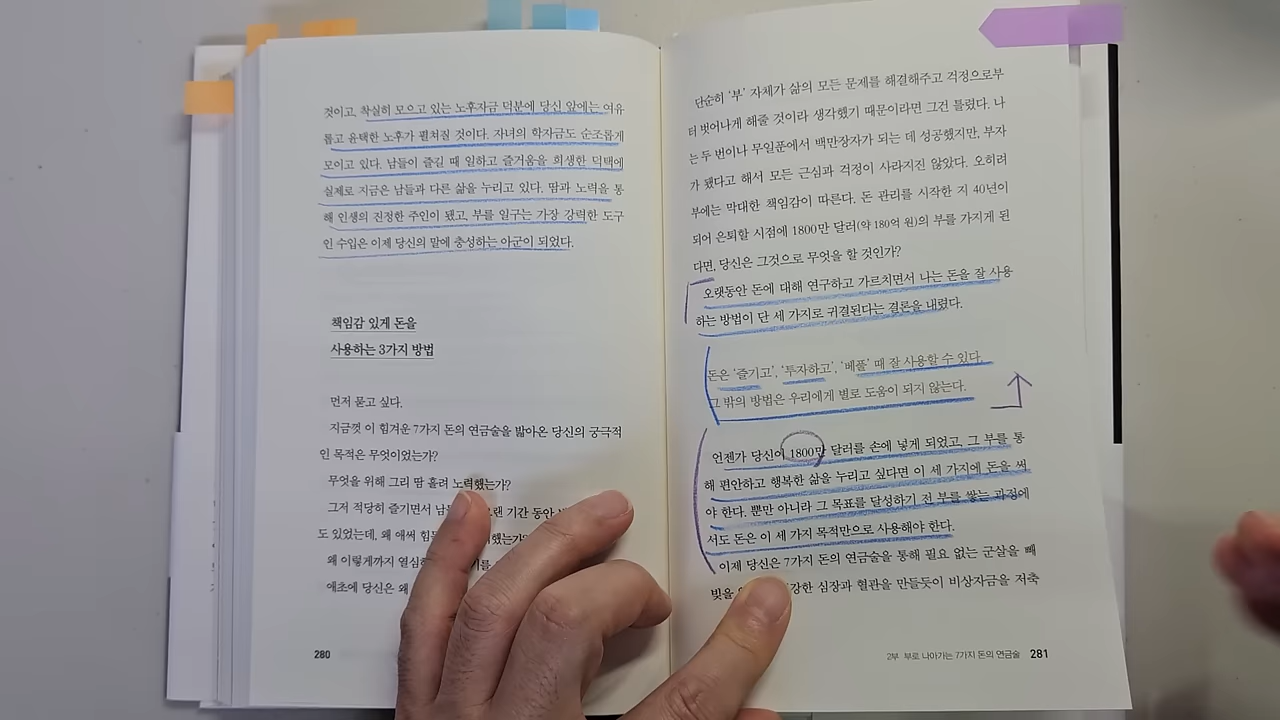 것이고, 착실히 모으고 있는 노후자금 덕분에 당신 앞에는 여유
롭고 윤택한 노후가 펼쳐질 것이다. 자녀의 학자금도 순조롭게
모이고 있다. 남들이 즐길 때 일하고 즐거움을 희생한 덕택에
실제로 지금은 남들과 다른 삶을 누리고 있다. 땀과 노력을 통
해 인생의 진정한 주인이 됐고, 부를 일구는 가장 강력한 도구
인 수입은 이제 당신의 말에 충성하는 아군이 되었다.
책임감 있게 돈을
사용하는 3가지 방법
먼저 묻고 싶다.
지금껏 이 힘겨운 7가지 돈의 연금술을 밟아온 당신의 궁극적
인 목적은 무엇이었는가?
무엇을 위해 그리 땀 흘려 노력했는가?
그저 적당히 즐기면서 기간 동안
도 있었는데, 왜 애써
왜 이렇게까지
애초에 당신은 왜
280
단순히 '부' 자체가 삶의 모든 문제를 해결해주고 걱정으로부
터 벗어나게 해줄 것이라 생각했기 때문이라면 그건 틀렸다. 나
는 두 번이나 무일푼에서 백만장자가 되는 데 성공했지만, 부자
가 됐다고 해서 모든 근심과 걱정이 사라지진 않았다. 오히려
부에는 막대한 책임감이 따른다. 돈 관리를 시작한 지 40년이
되어 은퇴할 시점에 1800만 달러(약 180억 원)의 부를 가지게 된
다면, 당신은 그것으로 무엇을 할 것인가?
오랫동안 돈에 대해 연구하고 가르치면서 나는 돈을 잘 사용
하는 방법이 단 세 가지로 귀결된다는 결론을 내렸다.
돈은 '즐기고', '투자하고', '베풀' 때 잘 사용할 수 있다.
그 밖의 방법은 우리에게 별로 도움이 되지 않는다.
언젠가 당신이 1800만 달러를 손에 넣게 되었고, 그 부를 통
해 편안하고 행복한 삶을 누리고 싶다면 이 세 가지에 돈을 써
야 한다. 뿐만 아니라 그 목표를 달성하기 전 부를 쌓는 과정에
서도 돈은 이 세 가지 목적만으로 사용해야 한다.
이제 당신은 7가지 돈의 연금술을 통해 필요 없는 군살을 빼
빚을 심장과 혈관을 만들듯이 비상자금을 저축
2부 부로 나아가는 7가지 돈의 연금술 281